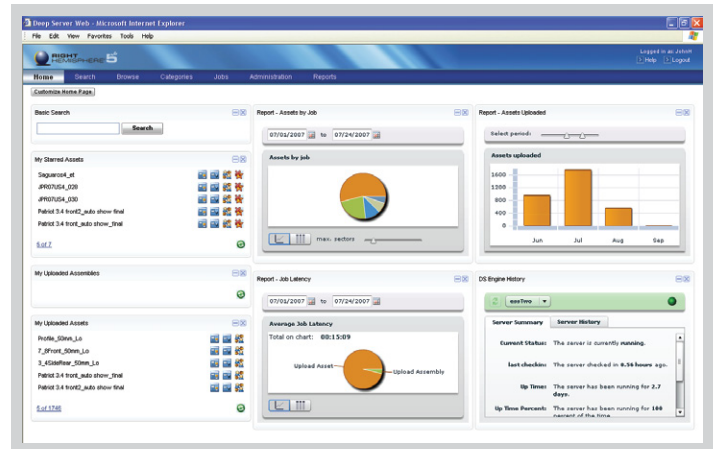 Deep Server Web - Microsoft Internet Explorer
File Edit View Favorites Tools Help
RIGHT HEMISPHERE 5
Logged in as: JohnH
Help Logout
Home Search Browse Categories Jobs Administration Reports
Customize Home Page
Basic Search
Search
My Starred Assets
Saguaros4_et
JPR07US4_028
JPR07US4_030
Patriot 3.4 front2_auto show final
Patriot 3.4 front_auto show_final
5 of 7
My Uploaded Assemblies
My Uploaded Assets
Profile_50mm_Lo
7_8Front_50mm_Lo
3_4SideRear_50mm_Lo
Patriot 3.4 front_auto show_final
Patriot 3.4 front2_auto show final
5 of 1746
Report - Assets by Job
07/01/2007 to 07/24/2007
Assets by job
max. sectors
Report - Job Latency
07/01/2007 to 07/24/2007
Average Job Latency
Total on chart: 00:15:09
Upload Asset
Upload Assembly
Report - Assets Uploaded
Select period:
Assets uploaded
1600
1200
800
400
0
Jun Jul Aug Sep
DS Engine History
essTwo
Server Summary Server History
Current Status: The server is currently running.
last checkin: The server checked in 0.56 hours ago.
Up Time: The server has been running for 2.7
days.
Up Time Percent: The server has been running for 100
percent of the time